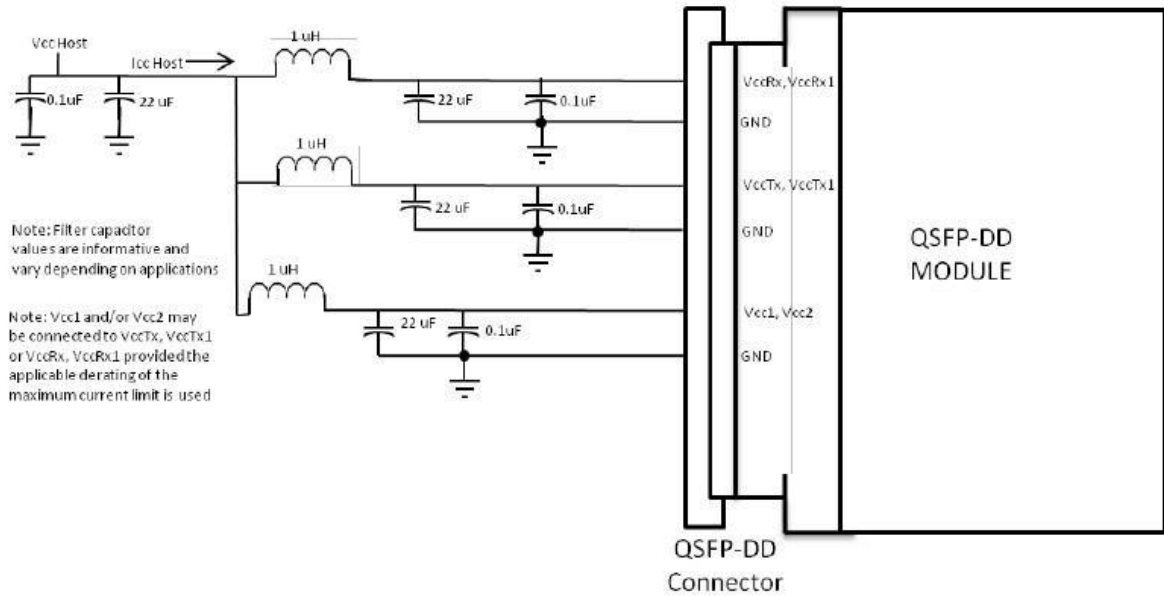 1 uH
Vcc Host
Icc Host
0.1uF
22 uF
22 uF
0.1uF
VccRx, VccRx1
GND
1 uH
22 uF
0.1uF
VccTx, VccTx1
GND
Note: Filter capacitor
values are informative and
vary depending on applications
QSFP-DD
MODULE
1 uH
Note: Vcc1 and/or Vcc2 may
be connected to VccTx, VccTx1
or VccRx, VccRx1 provided the
applicable derating of the
maximum current limit is used
22 uF
0.1uF
Vcc1, Vcc2
GND
QSFP-DD
Connector